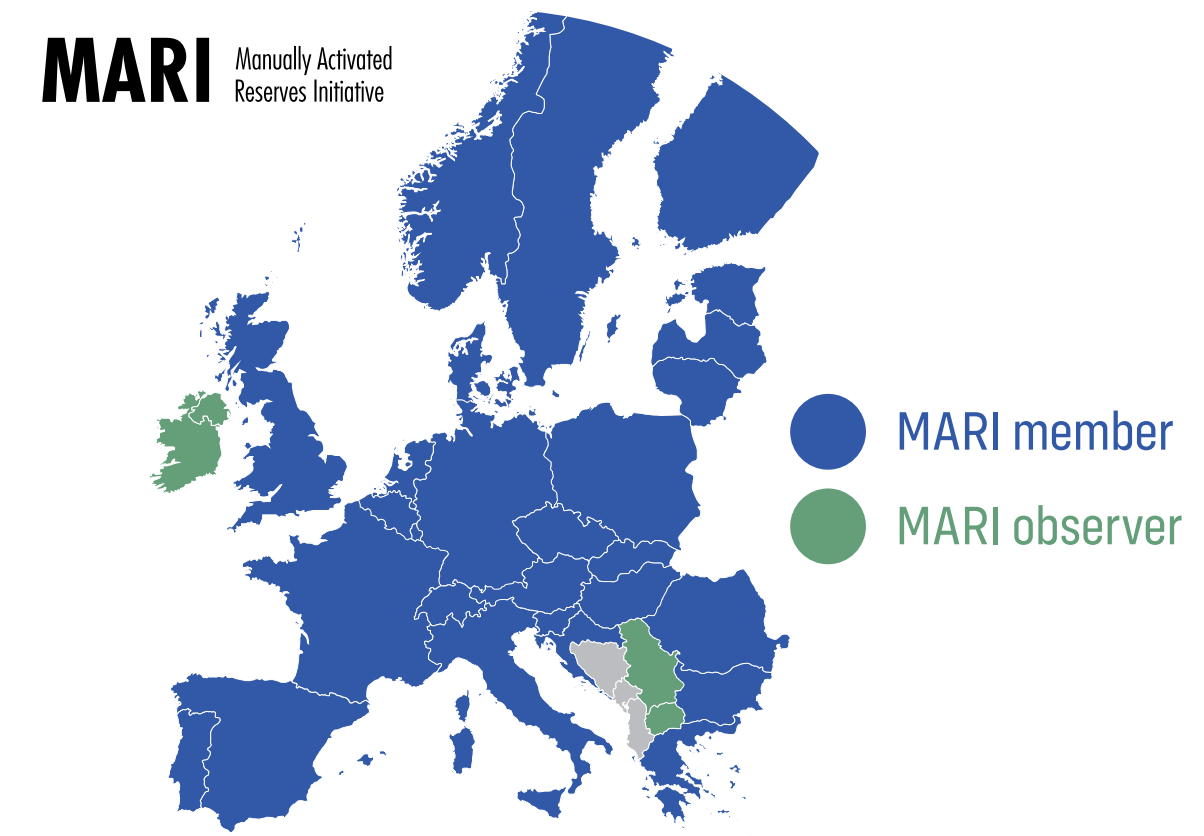 MARI
Manually Activated
Reserves Initiative
MARI member
MARI observer